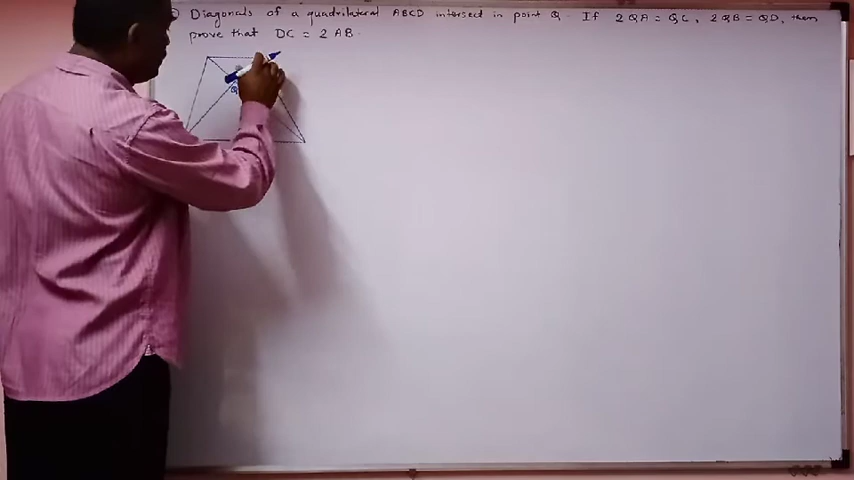 Diagonals of a quadrilateral ABCD intersect in point Q. If 2QA = QC, 2QB = QD, then
prove that DC = 2AB.
Q